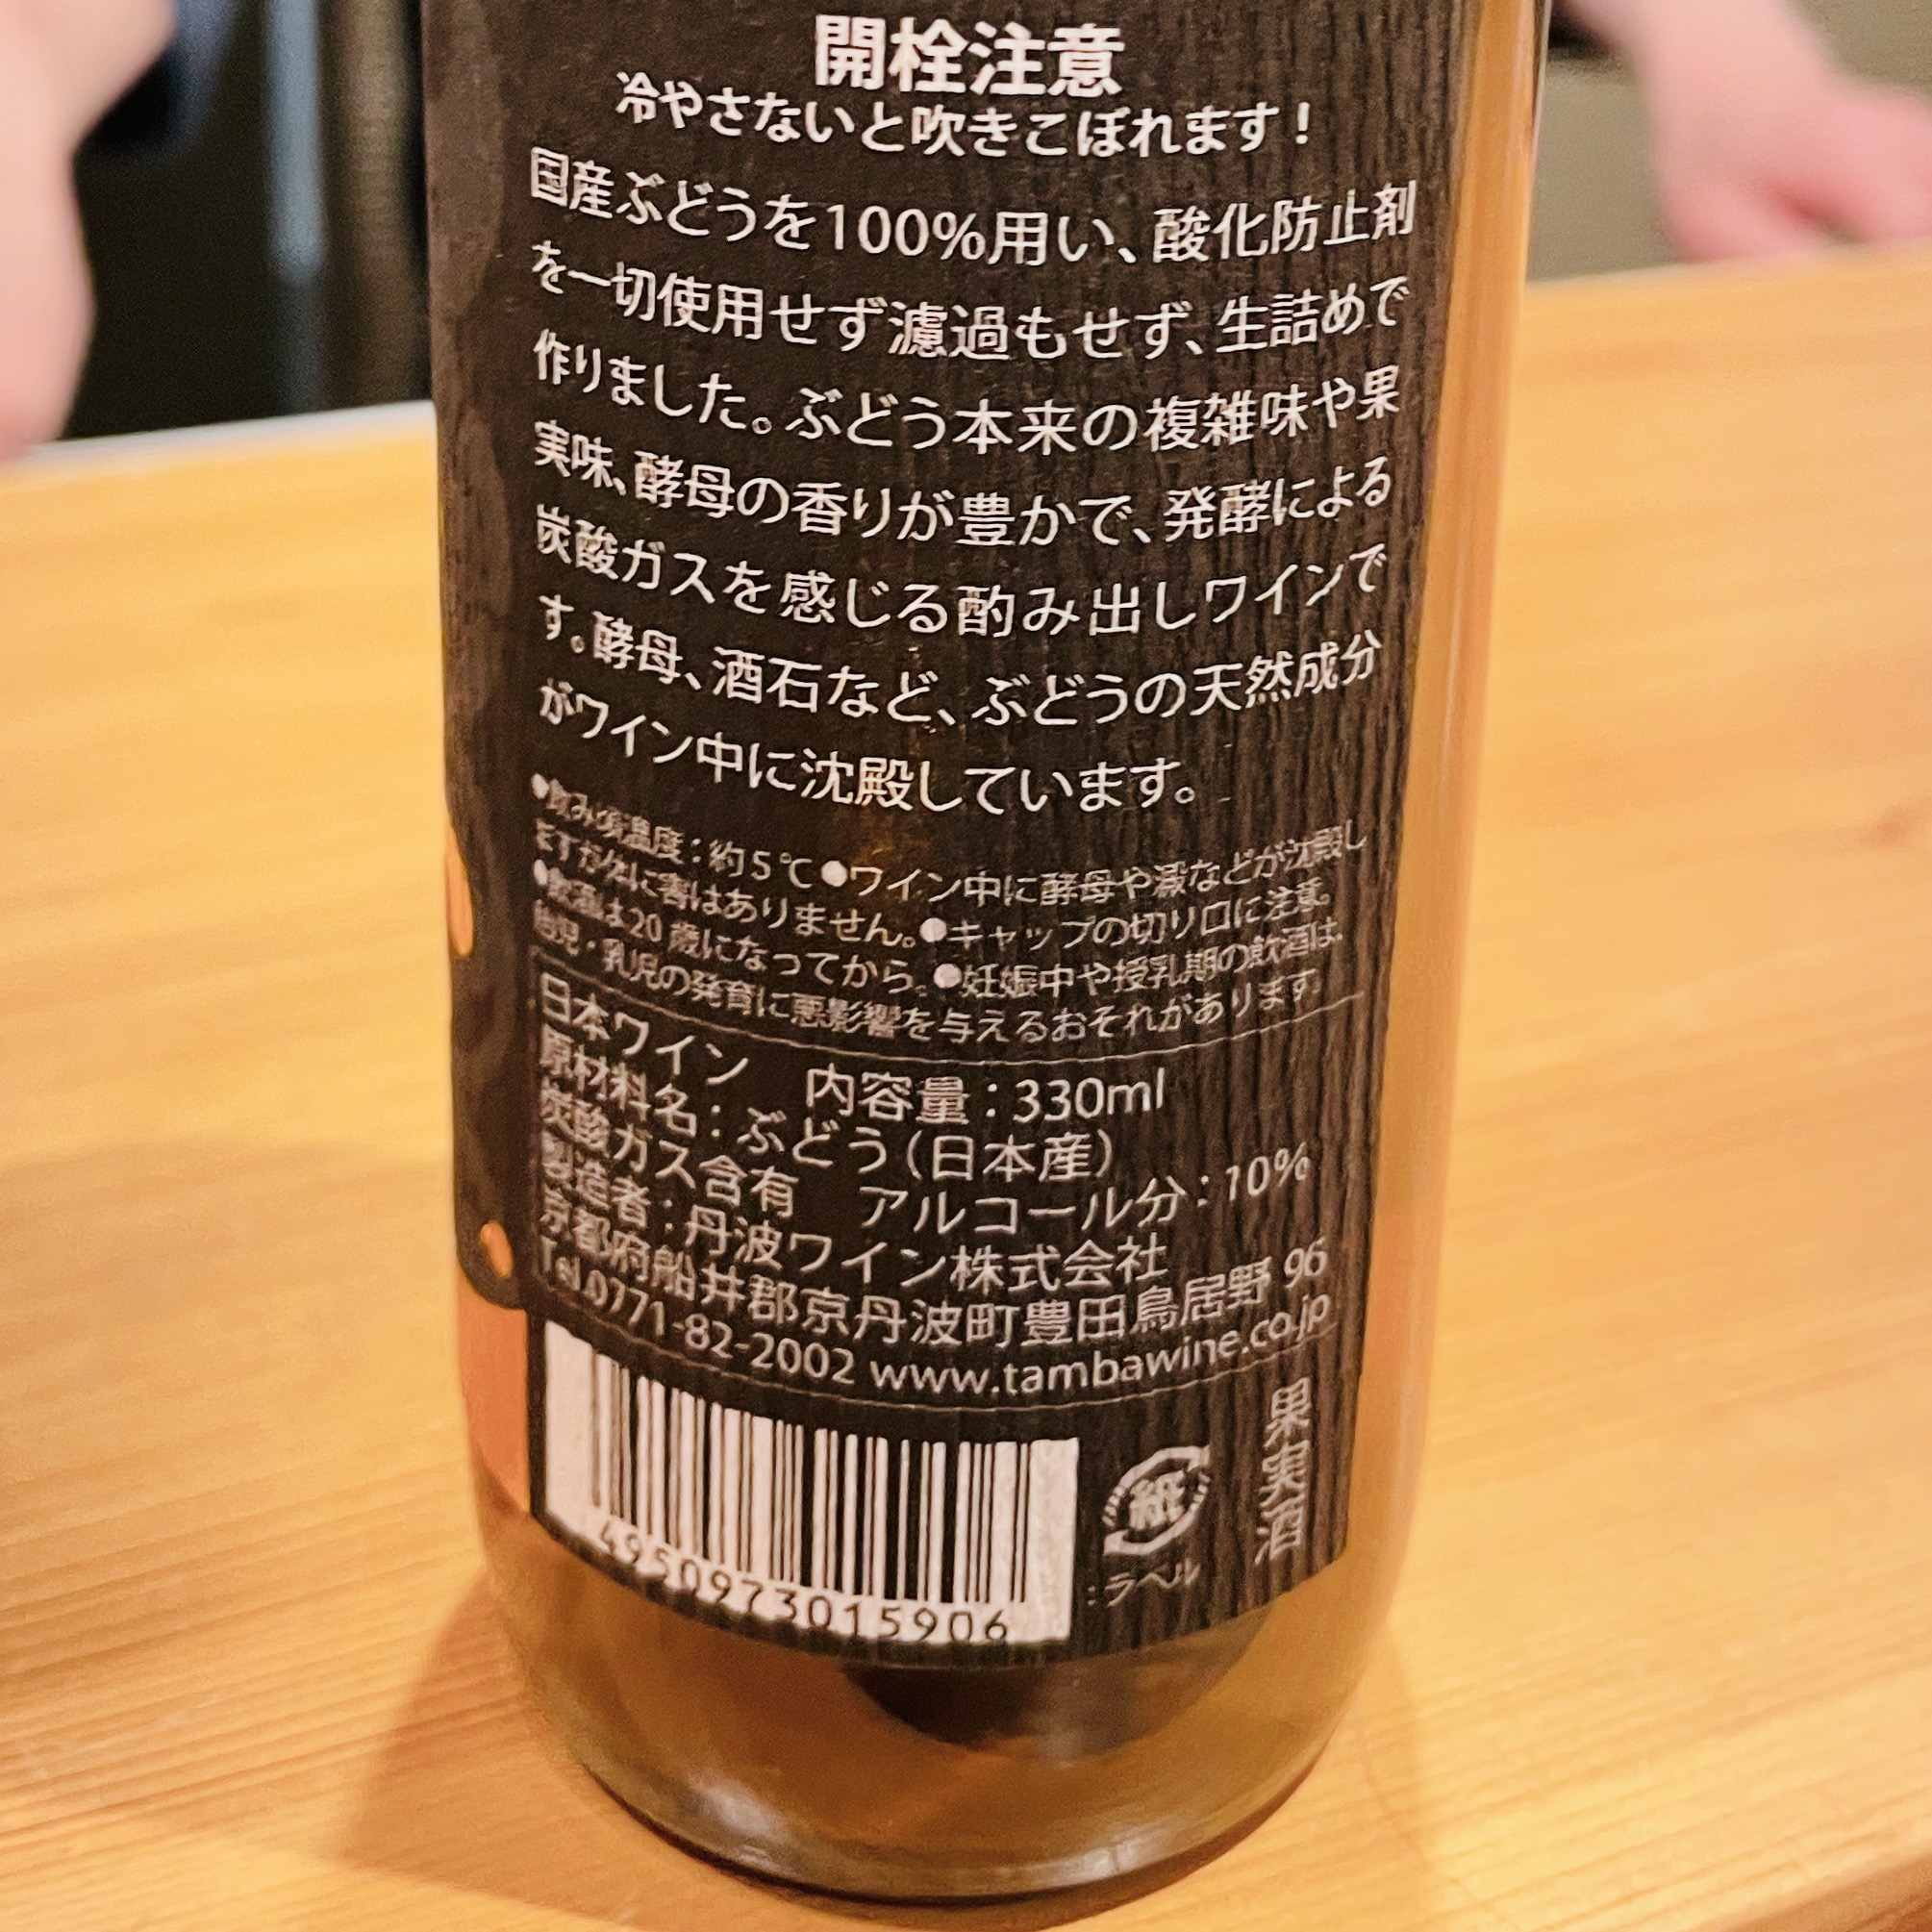 開栓注意
冷やさないと吹きこぼれます！
国産ぶどうを100%用い、酸化防止剤
を一切使用せず濾過もせず、生詰めで
作りました。ぶどう本来の複雑味や果
実味、酵母の香りが豊かで、発酵による
炭酸ガスを感じる酌み出しワインで
す。酵母、酒石など、ぶどうの天然成分
がワイン中に沈殿しています。
●飲み頃温度：約5℃●ワイン中に酵母や澱などが沈殿し
ますが体に害はありません。●キャップの切り口に注意。
●飲酒は20歳になってから。●妊娠中や授乳期の飲酒は、
胎児・乳児の発育に悪影響を与えるおそれがあります。
日本ワイン 内容量：330ml
原材料名：ぶどう（日本産）
炭酸ガス含有 アルコール分：10%
製造者：丹波ワイン株式会社
京都府船井郡京丹波町豊田鳥居野 96
Tel.0771-82-2002 www.tambawine.co.jp
4950973015906
紙
：ラベル
果実酒